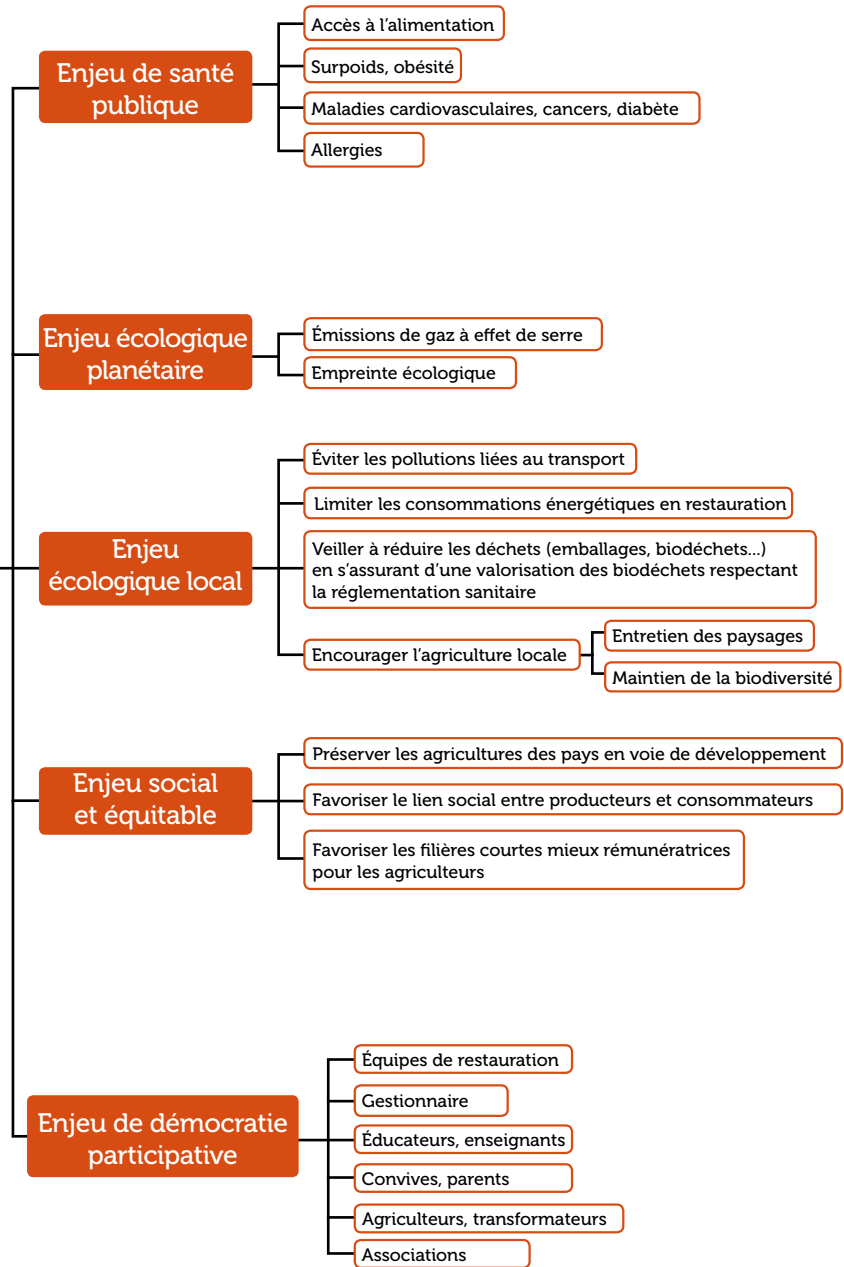 Enjeu de santé
publique
Accès à l'alimentation
Surpoids, obésité
Maladies cardiovasculaires, cancers, diabète
Allergies
Enjeu écologique
planétaire
Émissions de gaz à effet de serre
Empreinte écologique
Enjeu
écologique local
Éviter les pollutions liées au transport
Limiter les consommations énergétiques en restauration
Veiller à réduire les déchets (emballages, biodéchets...)
en s'assurant d'une valorisation des biodéchets respectant
la réglementation sanitaire
Encourager l'agriculture locale
Entretien des paysages
Maintien de la biodiversité
Enjeu social
et équitable
Préserver les agricultures des pays en voie de développement
Favoriser le lien social entre producteurs et consommateurs
Favoriser les filières courtes mieux rémunératrices
pour les agriculteurs
Enjeu de démocratie
participative
Équipes de restauration
Gestionnaire
Éducateurs, enseignants
Convives, parents
Agriculteurs, transformateurs
Associations